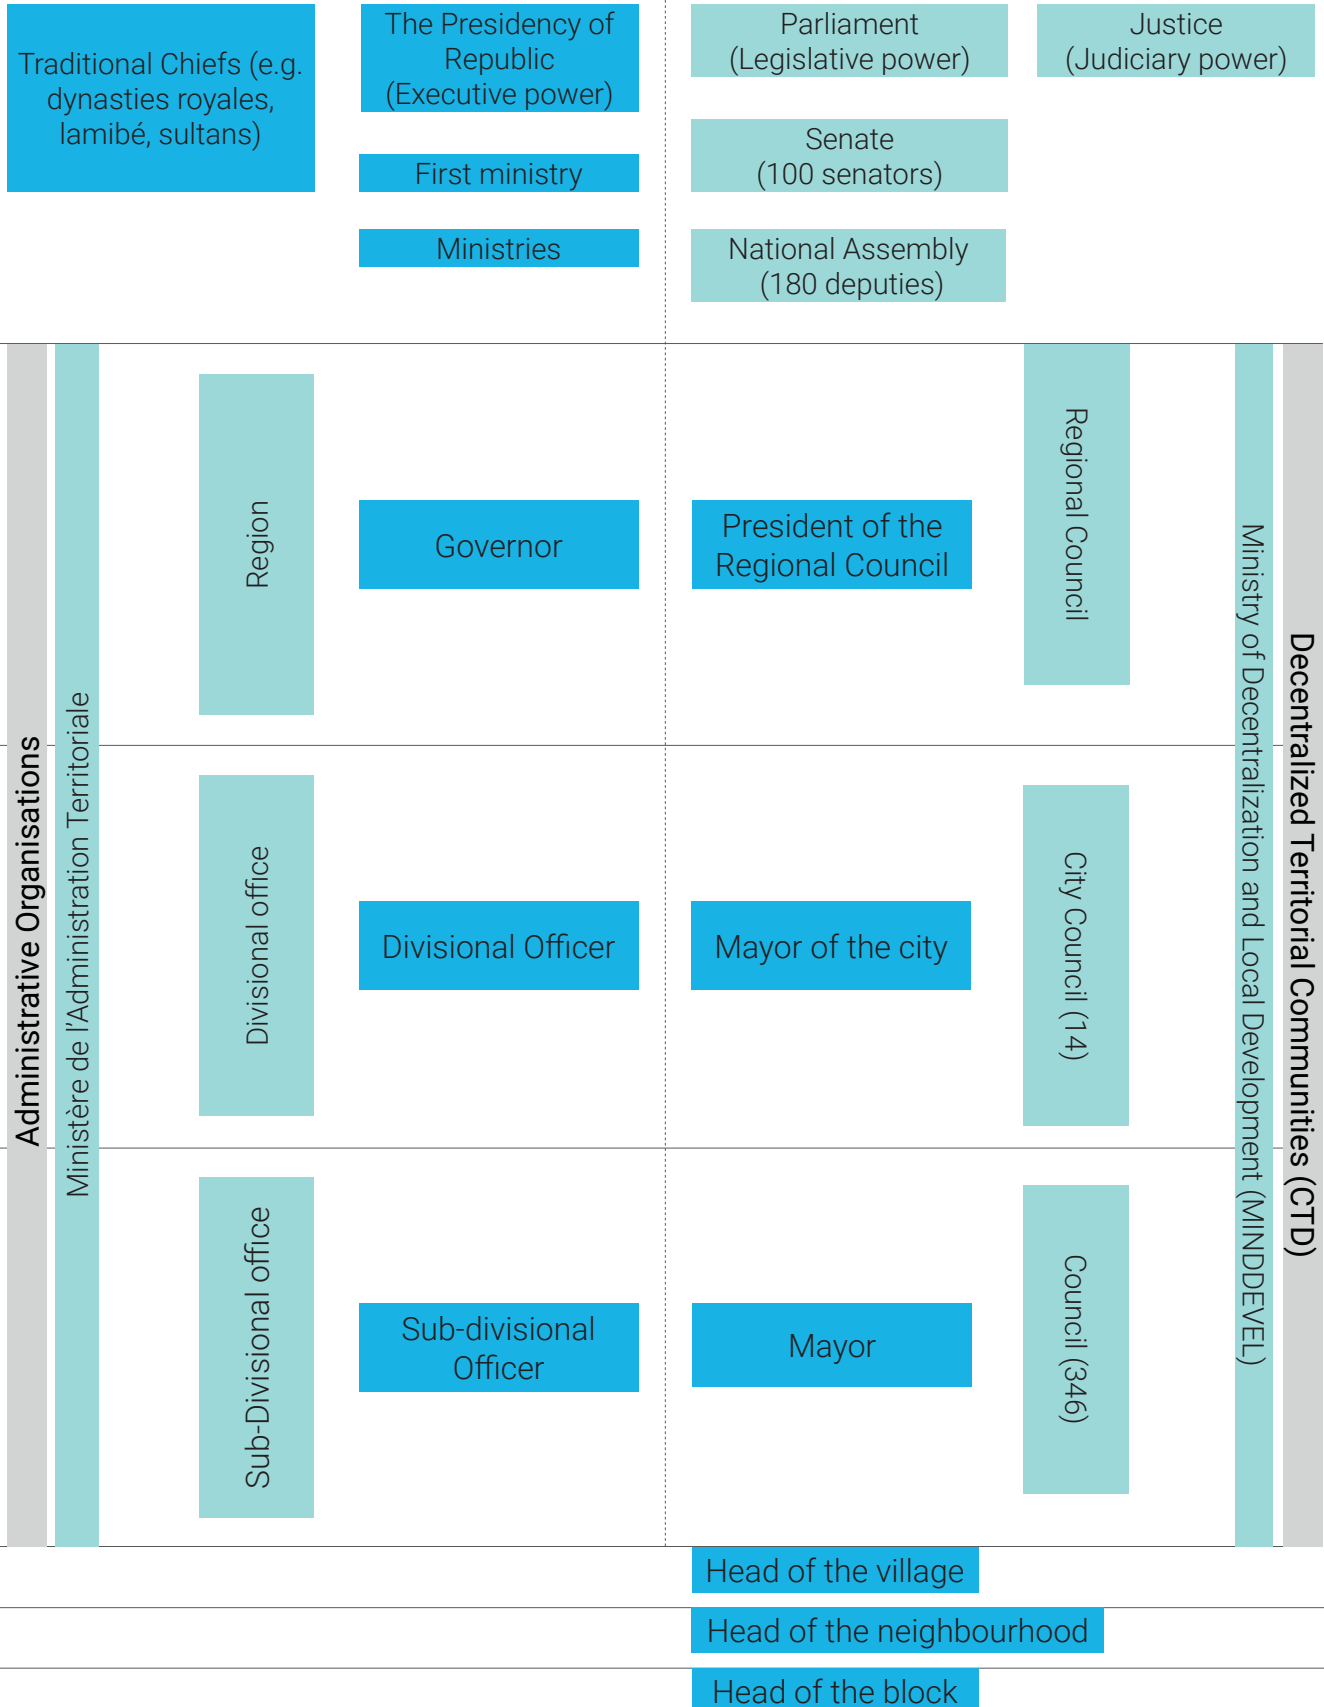 Traditional Chiefs (e.g.
dynasties royales,
lamibé, sultans)
The Presidency of
Republic
(Executive power)
First ministry
Ministries
Parliament
(Legislative power)
Senate
(100 senators)
National Assembly
(180 deputies)
Justice
(Judiciary power)
Administrative Organisations
Ministère de l'Administration Territoriale
Region
Governor
President of the
Regional Council
Regional Council
Divisional office
Divisional Officer
Mayor of the city
City Council (14)
Sub-Divisional office
Sub-divisional
Officer
Mayor
Council (346)
Ministry of Decentralization and Local Development (MINDDEVEL)
Decentralized Territorial Communities (CTD)
Head of the village
Head of the neighbourhood
Head of the block